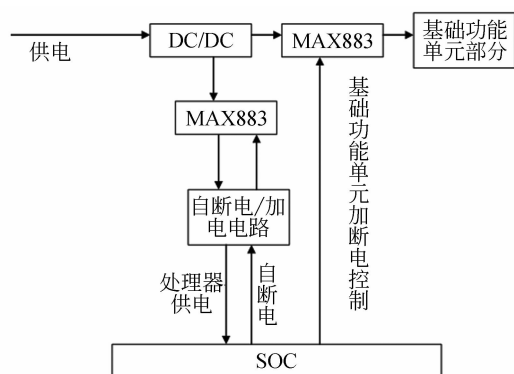 供电
DC/DC
MAX883
基础功能
单元部分
MAX883
自断电/加
电电路
处理器
供电
自断电
基础功能单元加断电控制
SOC